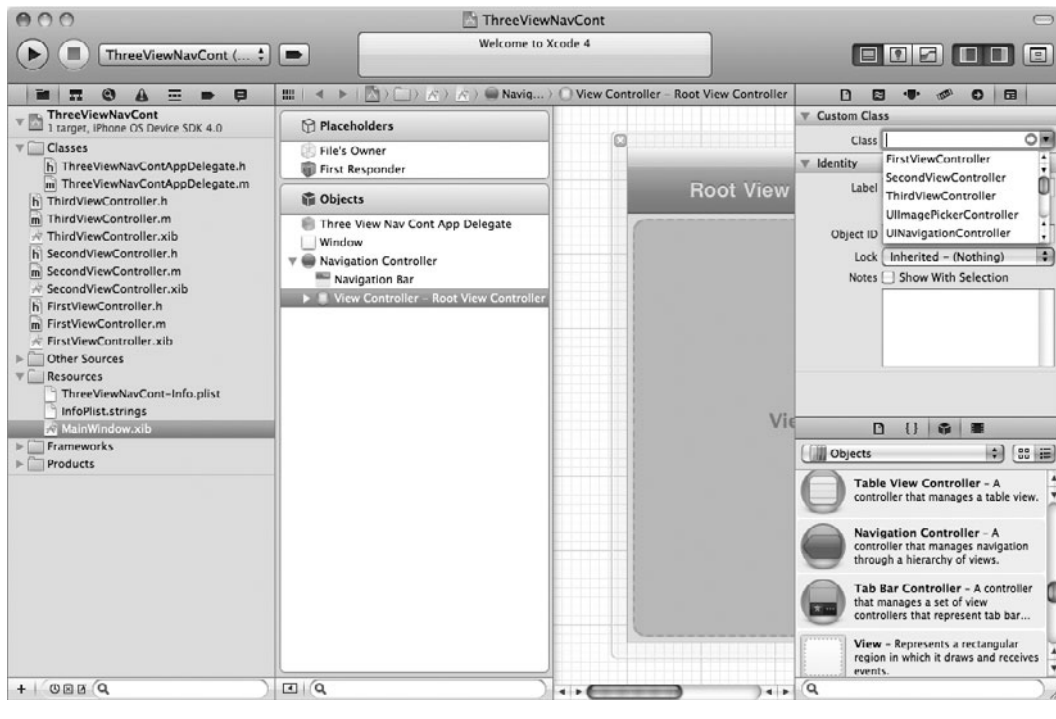 ThreeViewNavCont
ThreeViewNavCont (...
Welcome to Xcode 4
ThreeViewNavCont
1 target, iPhone OS Device SDK 4.0
Classes
ThreeViewNavContAppDelegate.h
ThreeViewNavContAppDelegate.m
ThirdViewController.h
ThirdViewController.m
ThirdViewController.xib
SecondViewController.h
SecondViewController.m
SecondViewController.xib
FirstViewController.h
FirstViewController.m
FirstViewController.xib
Other Sources
Resources
ThreeViewNavCont-Info.plist
InfoPlist.strings
MainWindow.xib
Frameworks
Products
Navig... View Controller – Root View Controller
Placeholders
File's Owner
First Responder
Objects
Three View Nav Cont App Delegate
Window
Navigation Controller
Navigation Bar
View Controller – Root View Controller
Root View
Vie
Custom Class
Class
FirstViewController
SecondViewController
ThirdViewController
UIImagePickerController
UINavigationController
Identity
Label
Object ID
Lock Inherited – (Nothing)
Notes Show With Selection
Objects
Table View Controller – A
controller that manages a table view.
Navigation Controller – A
controller that manages navigation
through a hierarchy of views.
Tab Bar Controller – A controller
that manages a set of view
controllers that represent tab bar...
View – Represents a rectangular
region in which it draws and receives
events.